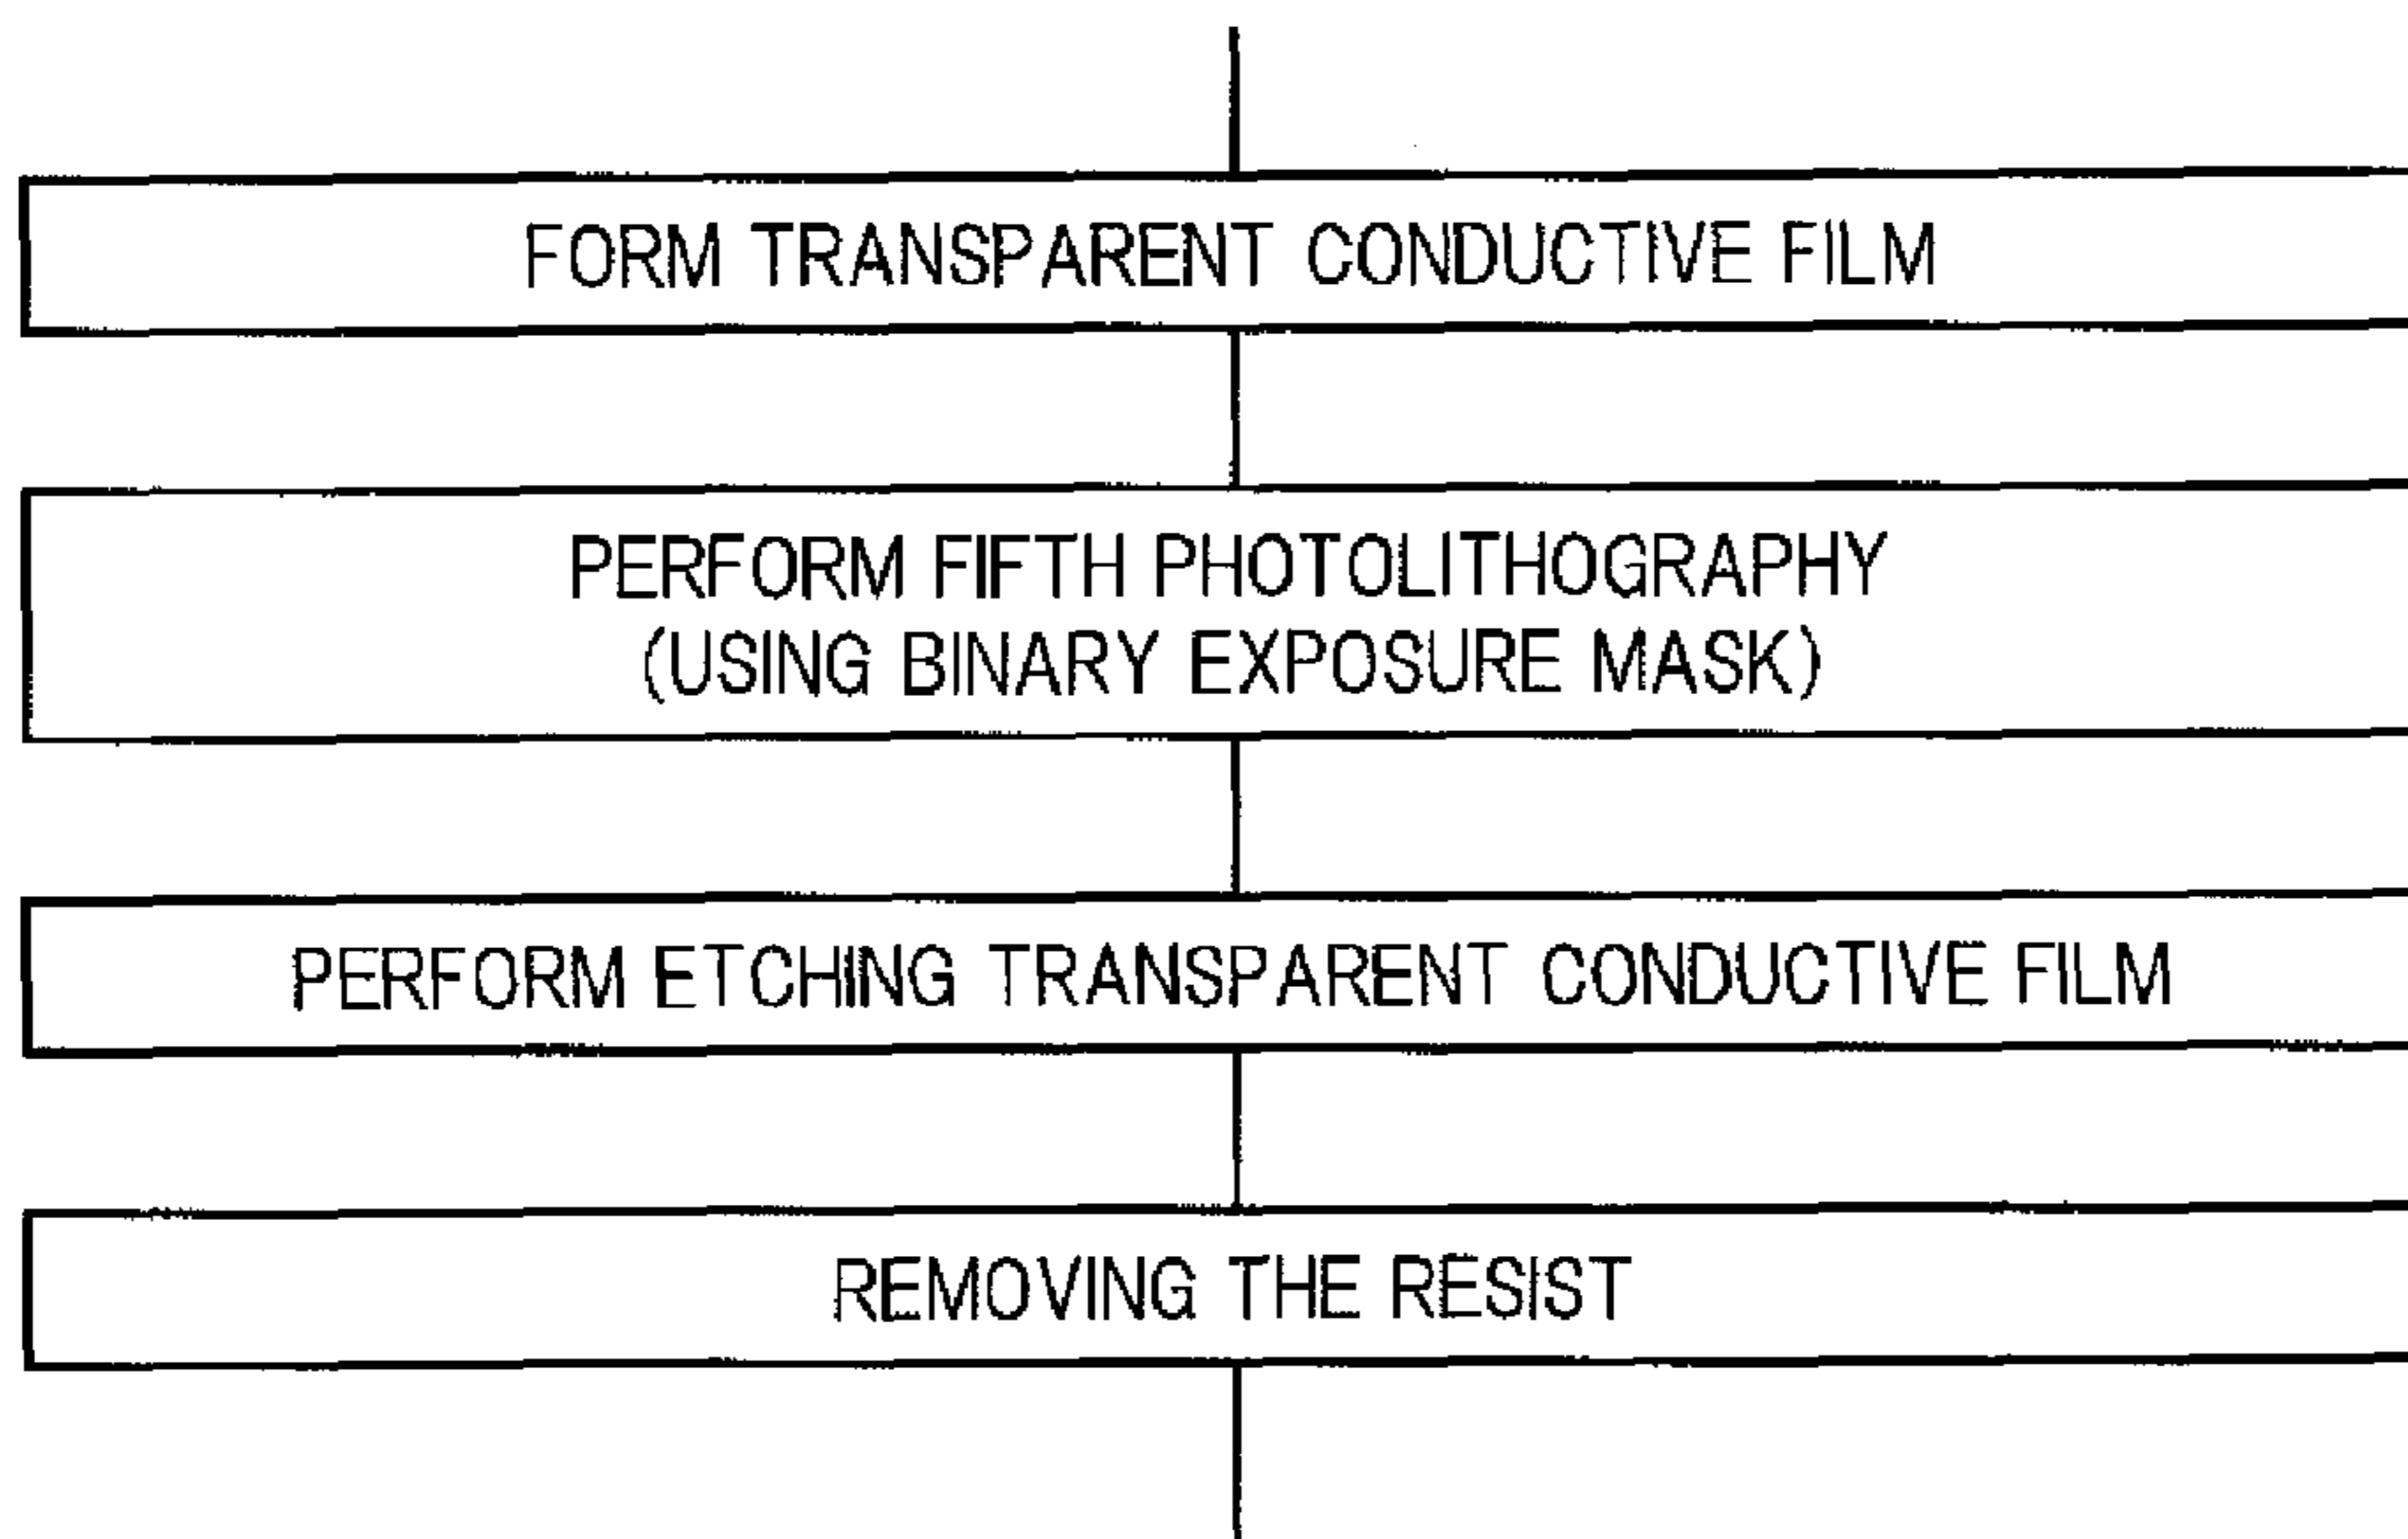 FORM TRANSPARENT CONDUCTIVE FILM
PERFORM FIFTH PHOTOLITHOGRAPHY
(USING BINARY EXPOSURE MASK)
PERFORM ETCHING TRANSPARENT CONDUCTIVE FILM
REMOVING THE RESIST